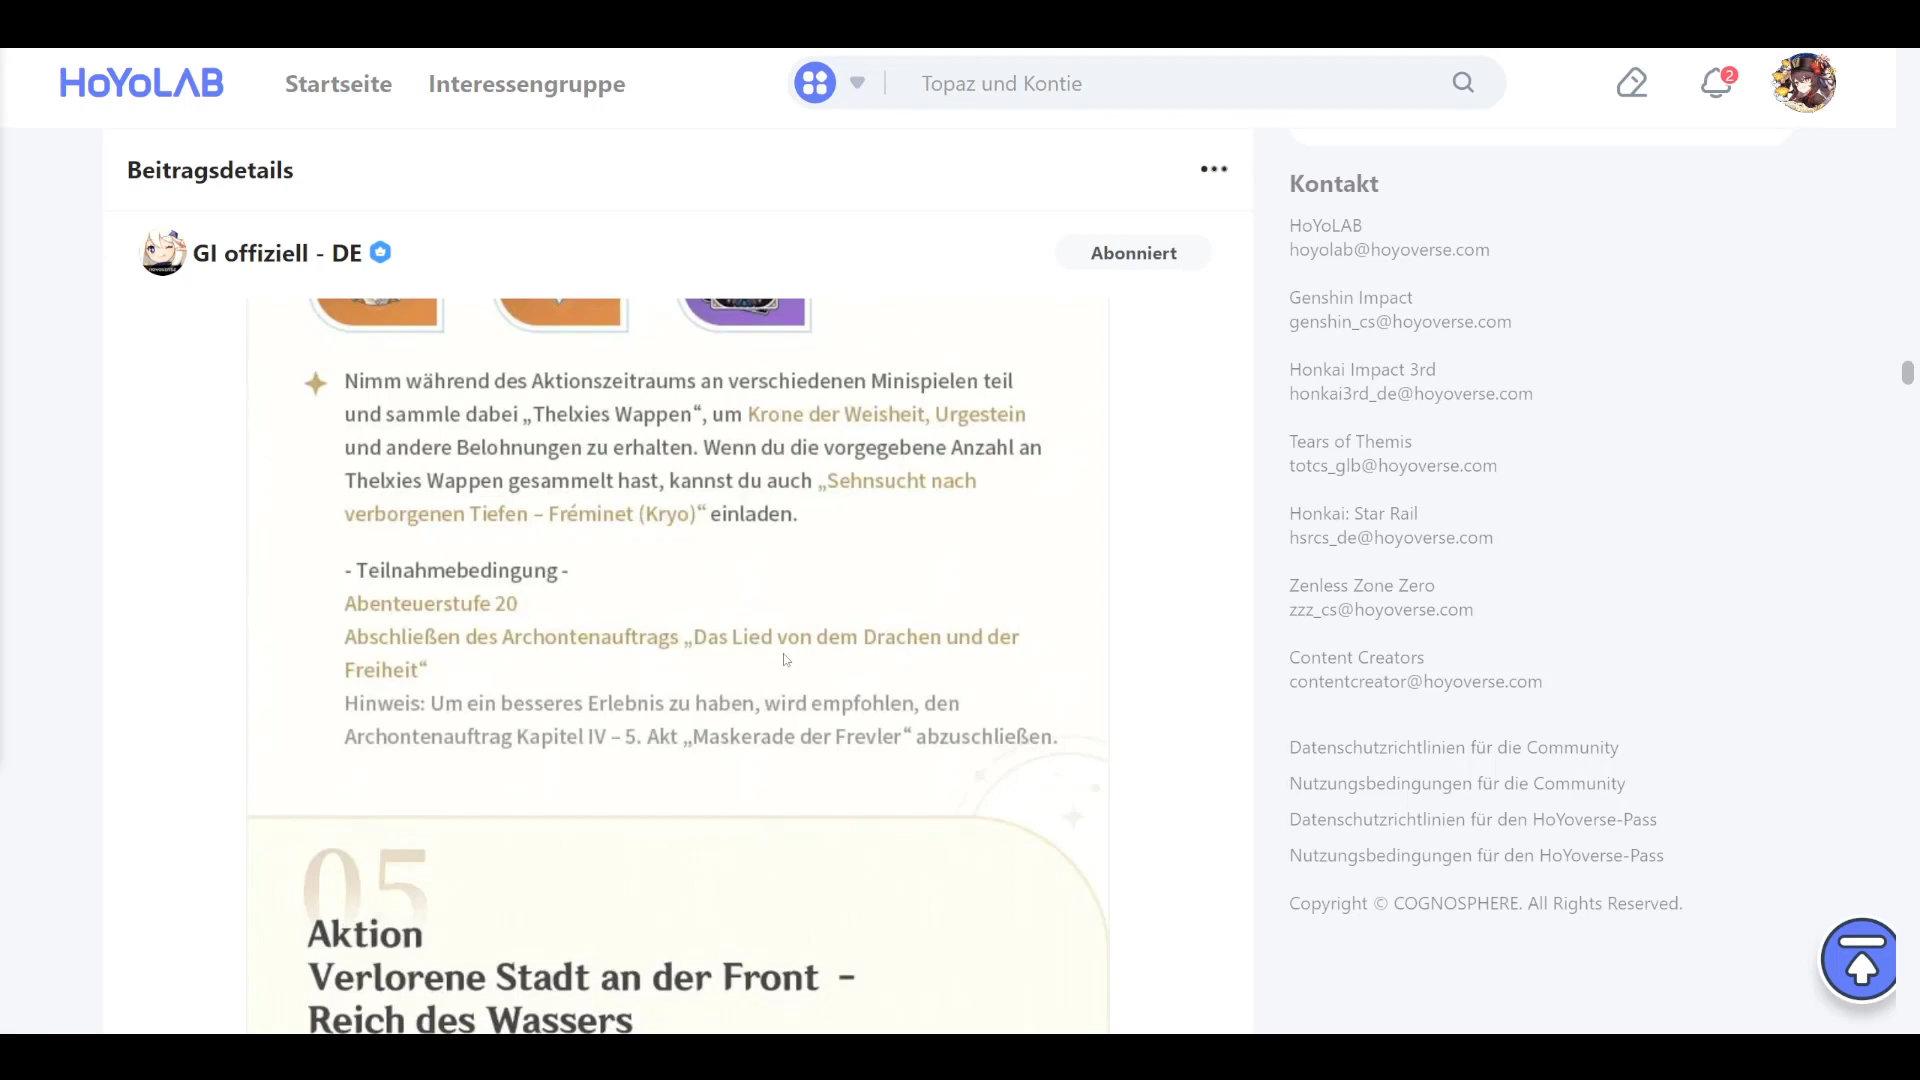 HoYoLAB
Startseite
Interessengruppe
Topaz und Kontie
2
Beitragsdetails
GI offiziell - DE
Abonniert
Nimm während des Aktionszeitraums an verschiedenen Minispielen teil
und sammle dabei „Thelxies Wappen“, um Krone der Weisheit, Urgestein
und andere Belohnungen zu erhalten. Wenn du die vorgegebene Anzahl an
Thelxies Wappen gesammelt hast, kannst du auch „Sehnsucht nach
verborgenen Tiefen – Fréminet (Kryo)“ einladen.
- Teilnahmebedingung -
Abenteuerstufe 20
Abschließen des Archontenauftrags „Das Lied von dem Drachen und der
Freiheit“
Hinweis: Um ein besseres Erlebnis zu haben, wird empfohlen, den
Archontenauftrag Kapitel IV – 5. Akt „Maskerade der Frevler“ abzuschließen.
05
Aktion
Verlorene Stadt an der Front –
Reich des Wassers
Kontakt
HoYoLAB
hoyolab@hoyoverse.com
Genshin Impact
genshin_cs@hoyoverse.com
Honkai Impact 3rd
honkai3rd_de@hoyoverse.com
Tears of Themis
totcs_glb@hoyoverse.com
Honkai: Star Rail
hsrcs_de@hoyoverse.com
Zenless Zone Zero
zzz_cs@hoyoverse.com
Content Creators
contentcreator@hoyoverse.com
Datenschutzrichtlinien für die Community
Nutzungsbedingungen für die Community
Datenschutzrichtlinien für den HoYoverse-Pass
Nutzungsbedingungen für den HoYoverse-Pass
Copyright © COGNOSPHERE. All Rights Reserved.